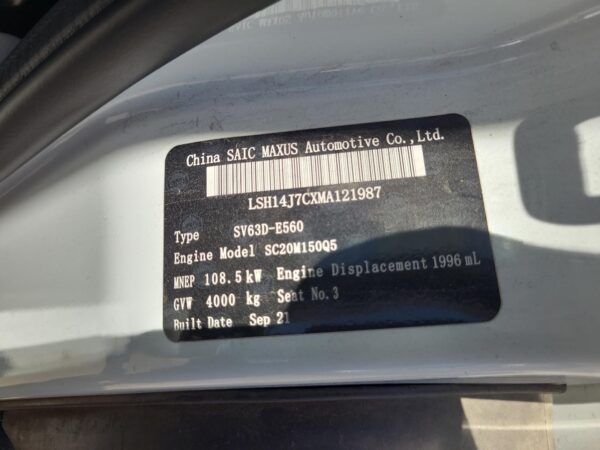 China SAIC MAXUS Automotive Co.,Ltd.
LSH14J7CXMA121987
Type SV63D-E560
Engine Model SC20M150Q5
MNEP 108.5 kW Engine Displacement 1996 mL
GVW 4000 kg Seat No.3
Built Date Sep 21